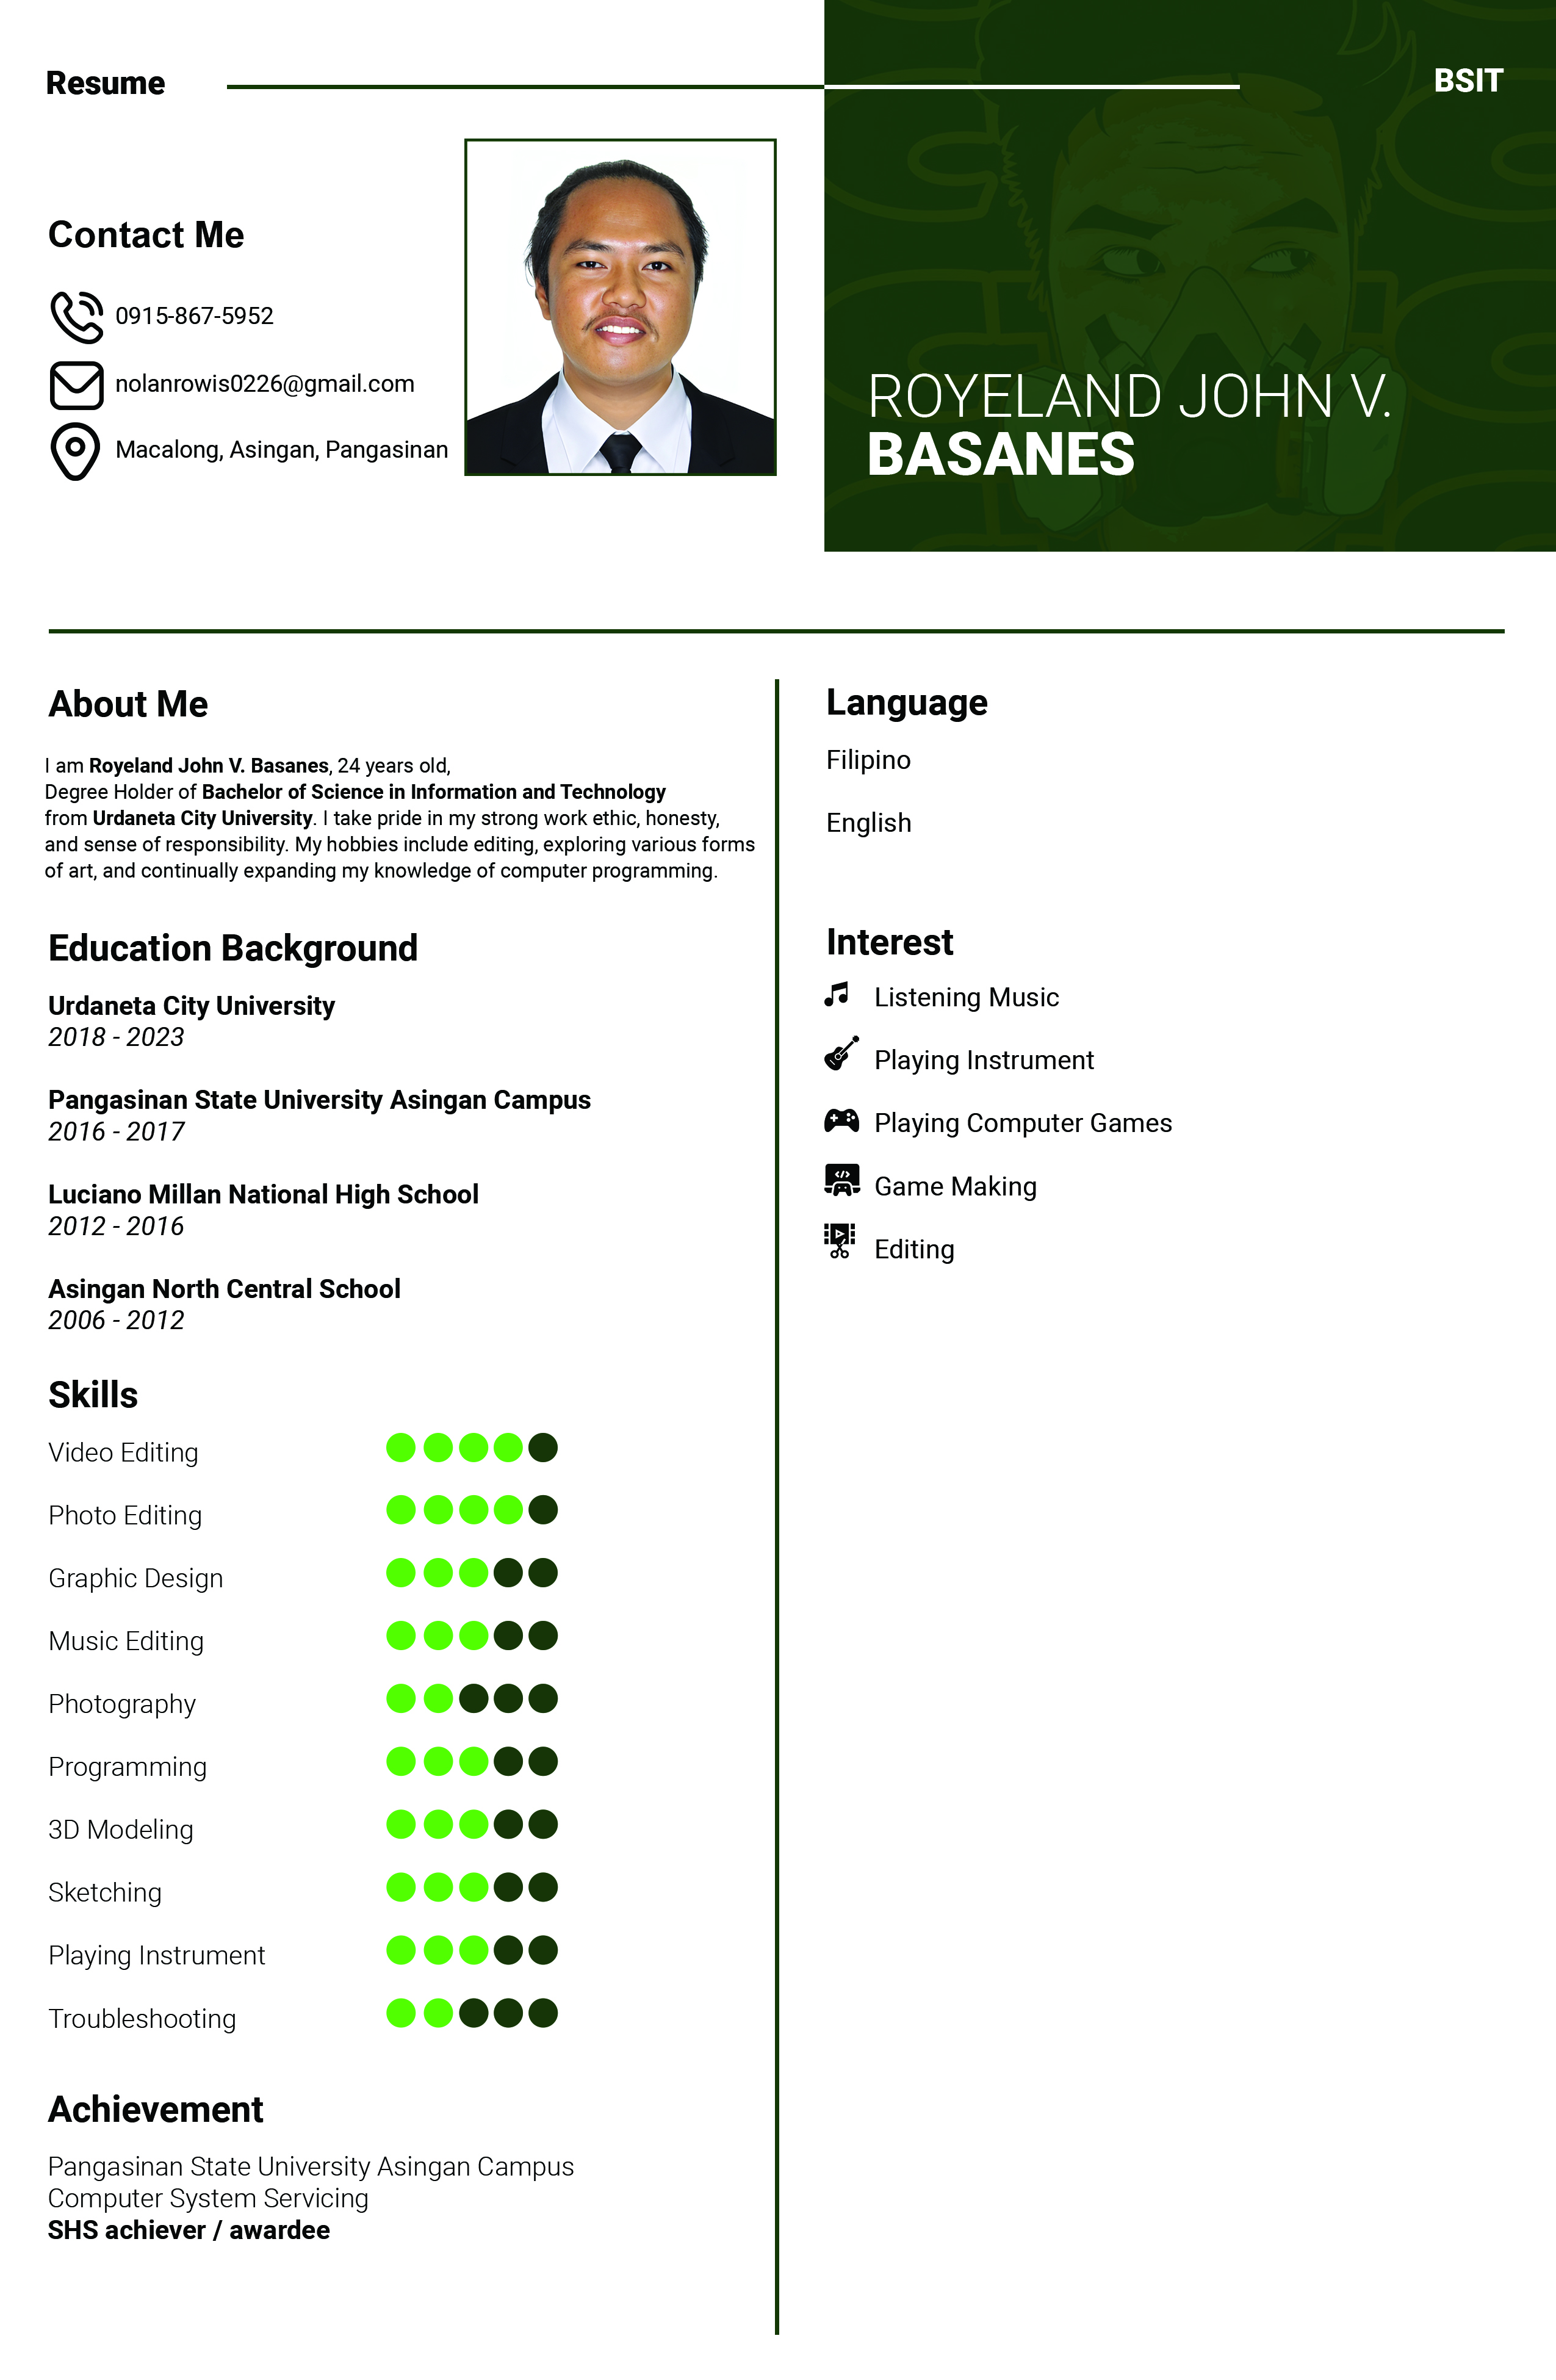 Resume
BSIT
Contact Me
0915-867-5952
nolanrowis0226@gmail.com
Macalong, Asingan, Pangasinan
ROYELAND JOHN V.
BASANES
About Me
I am Royeland John V. Basanes, 24 years old,
Degree Holder of Bachelor of Science in Information and Technology
from Urdaneta City University. I take pride in my strong work ethic, honesty,
and sense of responsibility. My hobbies include editing, exploring various forms
of art, and continually expanding my knowledge of computer programming.
Education Background
Urdaneta City University
2018 - 2023
Pangasinan State University Asingan Campus
2016 - 2017
Luciano Millan National High School
2012 - 2016
Asingan North Central School
2006 - 2012
Skills
Video Editing
Photo Editing
Graphic Design
Music Editing
Photography
Programming
3D Modeling
Sketching
Playing Instrument
Troubleshooting
Achievement
Pangasinan State University Asingan Campus
Computer System Servicing
SHS achiever / awardee
Language
Filipino
English
Interest
Listening Music
Playing Instrument
Playing Computer Games
Game Making
Editing